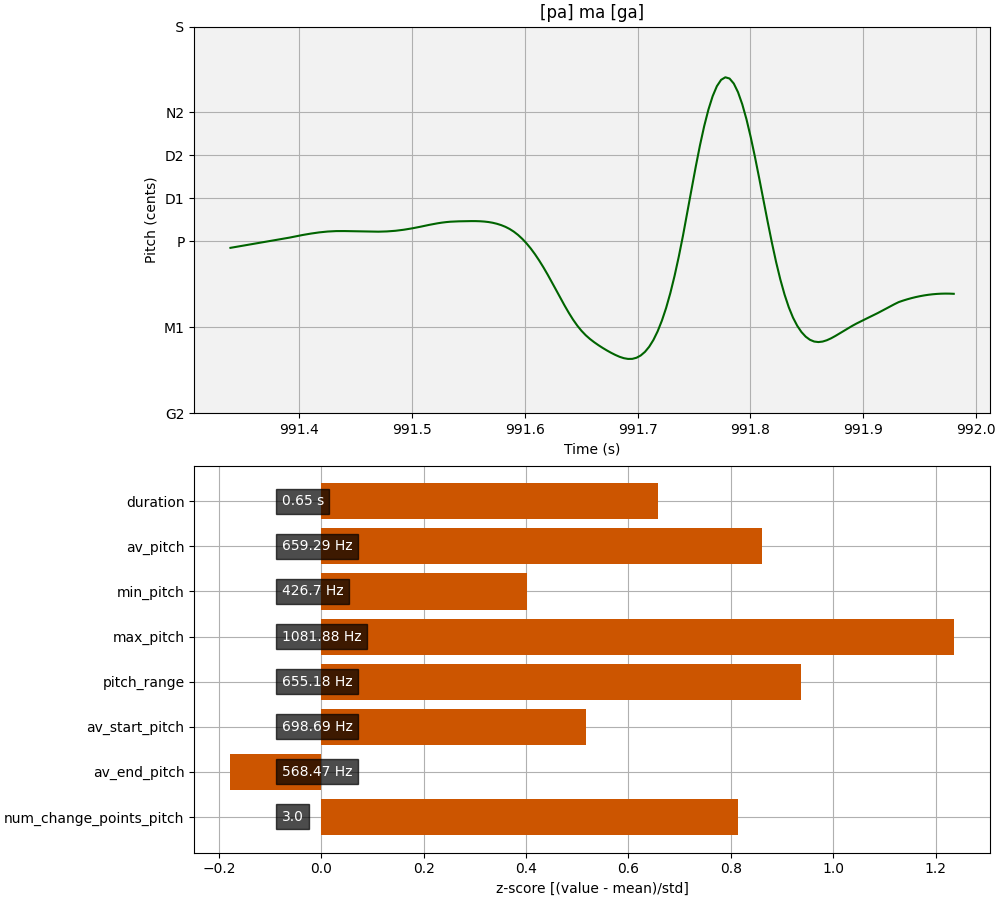 [pa] ma [ga]
S
N2
D2
D1
P
M1
G2
Pitch (cents)
991.4 991.5 991.6 991.7 991.8 991.9 992.0
Time (s)
duration 0.65 s
av_pitch 659.29 Hz
min_pitch 426.7 Hz
max_pitch 1081.88 Hz
pitch_range 655.18 Hz
av_start_pitch 698.69 Hz
av_end_pitch 568.47 Hz
num_change_points_pitch 3.0
−0.2 0.0 0.2 0.4 0.6 0.8 1.0 1.2
z-score [(value - mean)/std]